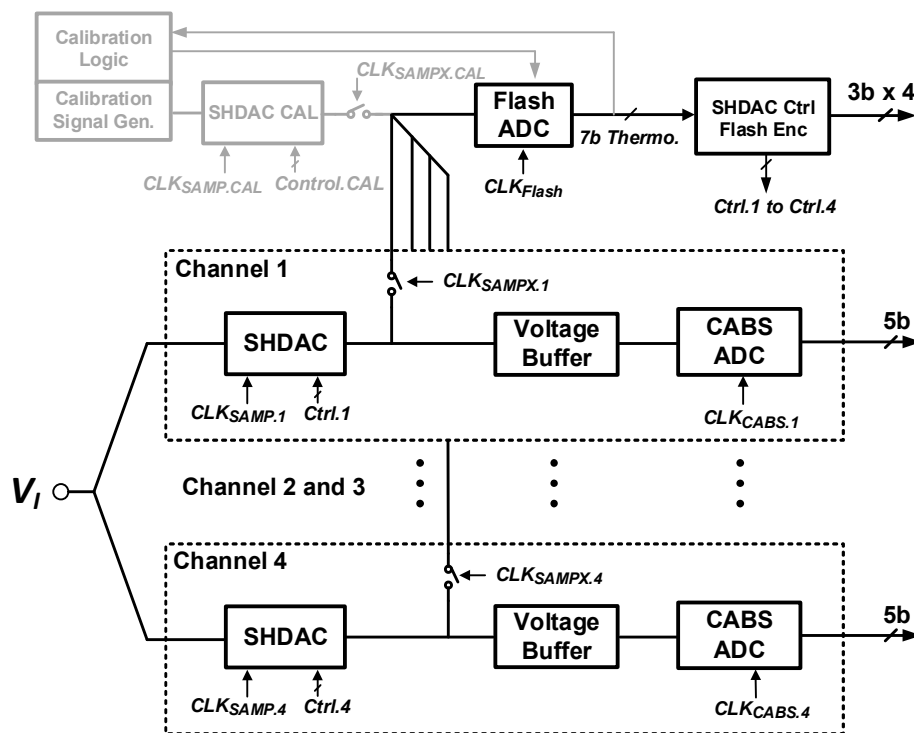 Calibration
Logic
Calibration
Signal Gen.
SHDAC CAL
CLKSAMPX.CAL
CLKSAMP.CAL
Control.CAL
Flash
ADC
CLKFlash
7b Thermo.
SHDAC Ctrl
Flash Enc
3b x 4
Ctrl.1 to Ctrl.4
Channel 1
CLKSAMPX.1
SHDAC
CLKSAMP.1
Ctrl.1
Voltage
Buffer
CABS
ADC
CLKCABS.1
5b
VI
Channel 2 and 3
Channel 4
CLKSAMPX.4
SHDAC
CLKSAMP.4
Ctrl.4
Voltage
Buffer
CABS
ADC
CLKCABS.4
5b